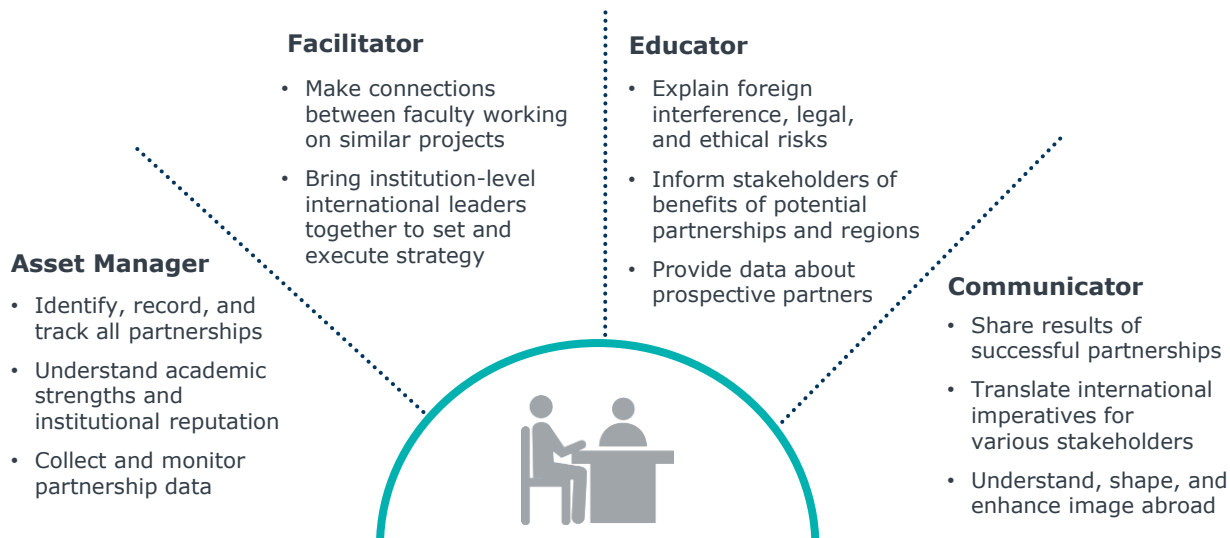 Facilitator
• Make connections
between faculty working
on similar projects
• Bring institution-level
international leaders
together to set and
execute strategy
Educator
• Explain foreign
interference, legal,
and ethical risks
• Inform stakeholders of
benefits of potential
partnerships and regions
• Provide data about
prospective partners
Asset Manager
• Identify, record, and
track all partnerships
• Understand academic
strengths and
institutional reputation
• Collect and monitor
partnership data
Communicator
• Share results of
successful partnerships
• Translate international
imperatives for
various stakeholders
• Understand, shape, and
enhance image abroad